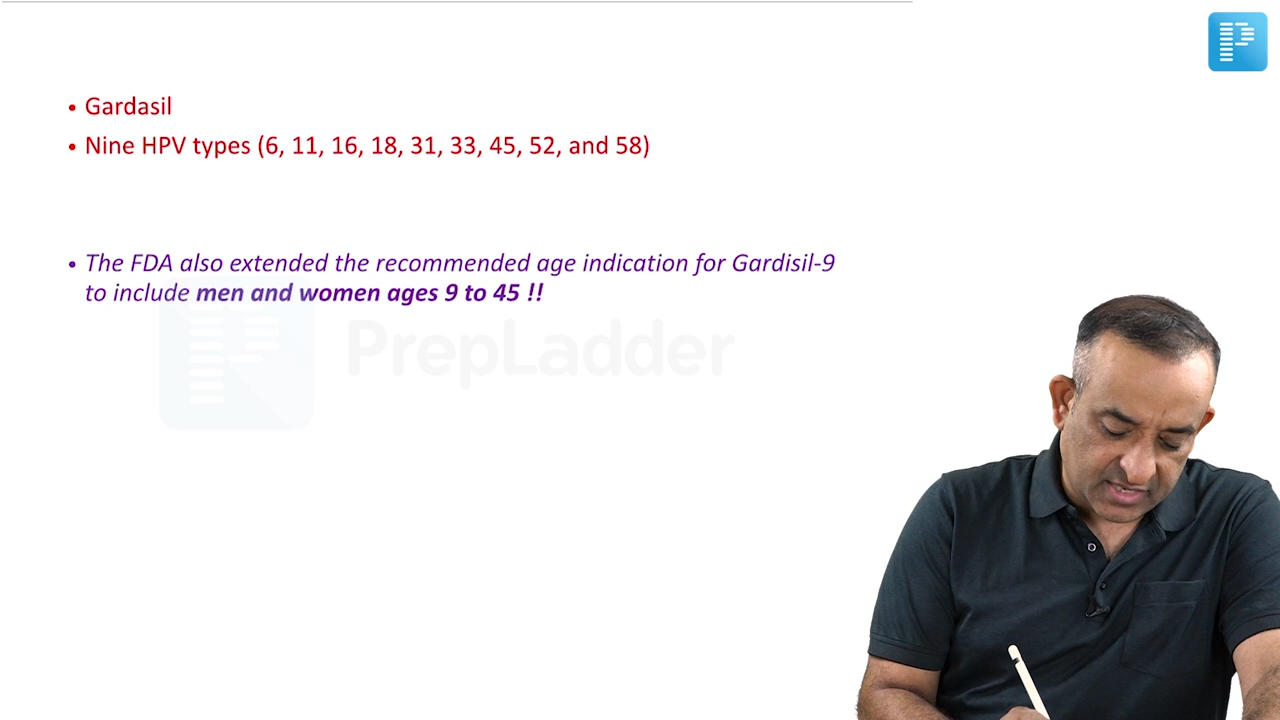 • Gardasil
• Nine HPV types (6, 11, 16, 18, 31, 33, 45, 52, and 58)
• The FDA also extended the recommended age indication for Gardisil-9
to include men and women ages 9 to 45 !!
PrepLadder